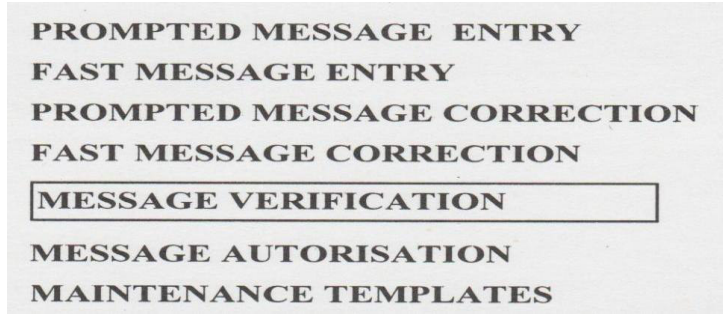 PROMPTED MESSAGE ENTRY
FAST MESSAGE ENTRY
PROMPTED MESSAGE CORRECTION
FAST MESSAGE CORRECTION
MESSAGE VERIFICATION
MESSAGE AUTORISATION
MAINTENANCE TEMPLATES